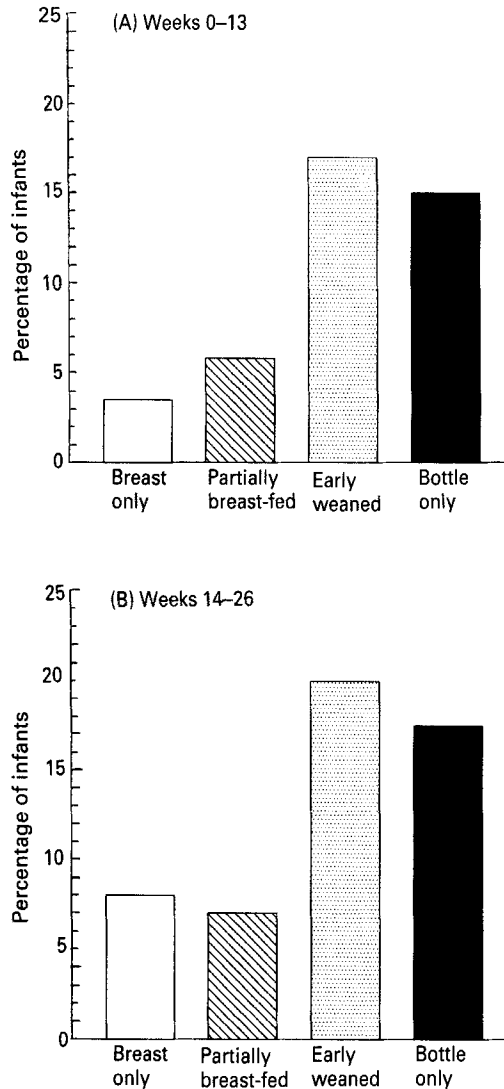 (A) Weeks 0–13
25
20
15
10
5
0
Percentage of infants
Breast only
Partially breast-fed
Early weaned
Bottle only
(B) Weeks 14–26
25
20
15
10
5
0
Percentage of infants
Breast only
Partially breast-fed
Early weaned
Bottle only